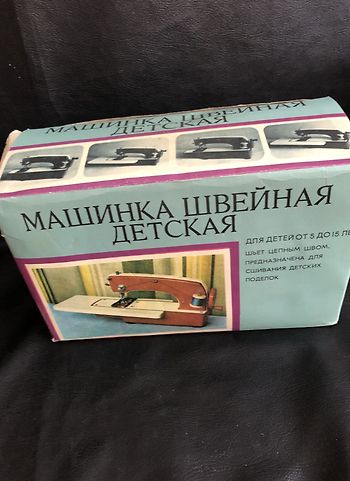 МАШИНКА ШВЕЙНАЯ
ДЕТСКАЯ
МАШИНКА ШВЕЙНАЯ
ДЕТСКАЯ
ДЛЯ ДЕТЕЙ ОТ 5 ДО 15 ЛЕ
ШЬЕТ ЦЕПНЫМ ШВОМ,
ПРЕДНАЗНАЧЕНА ДЛЯ
СШИВАНИЯ ДЕТСКИХ
ПОДЕЛОК